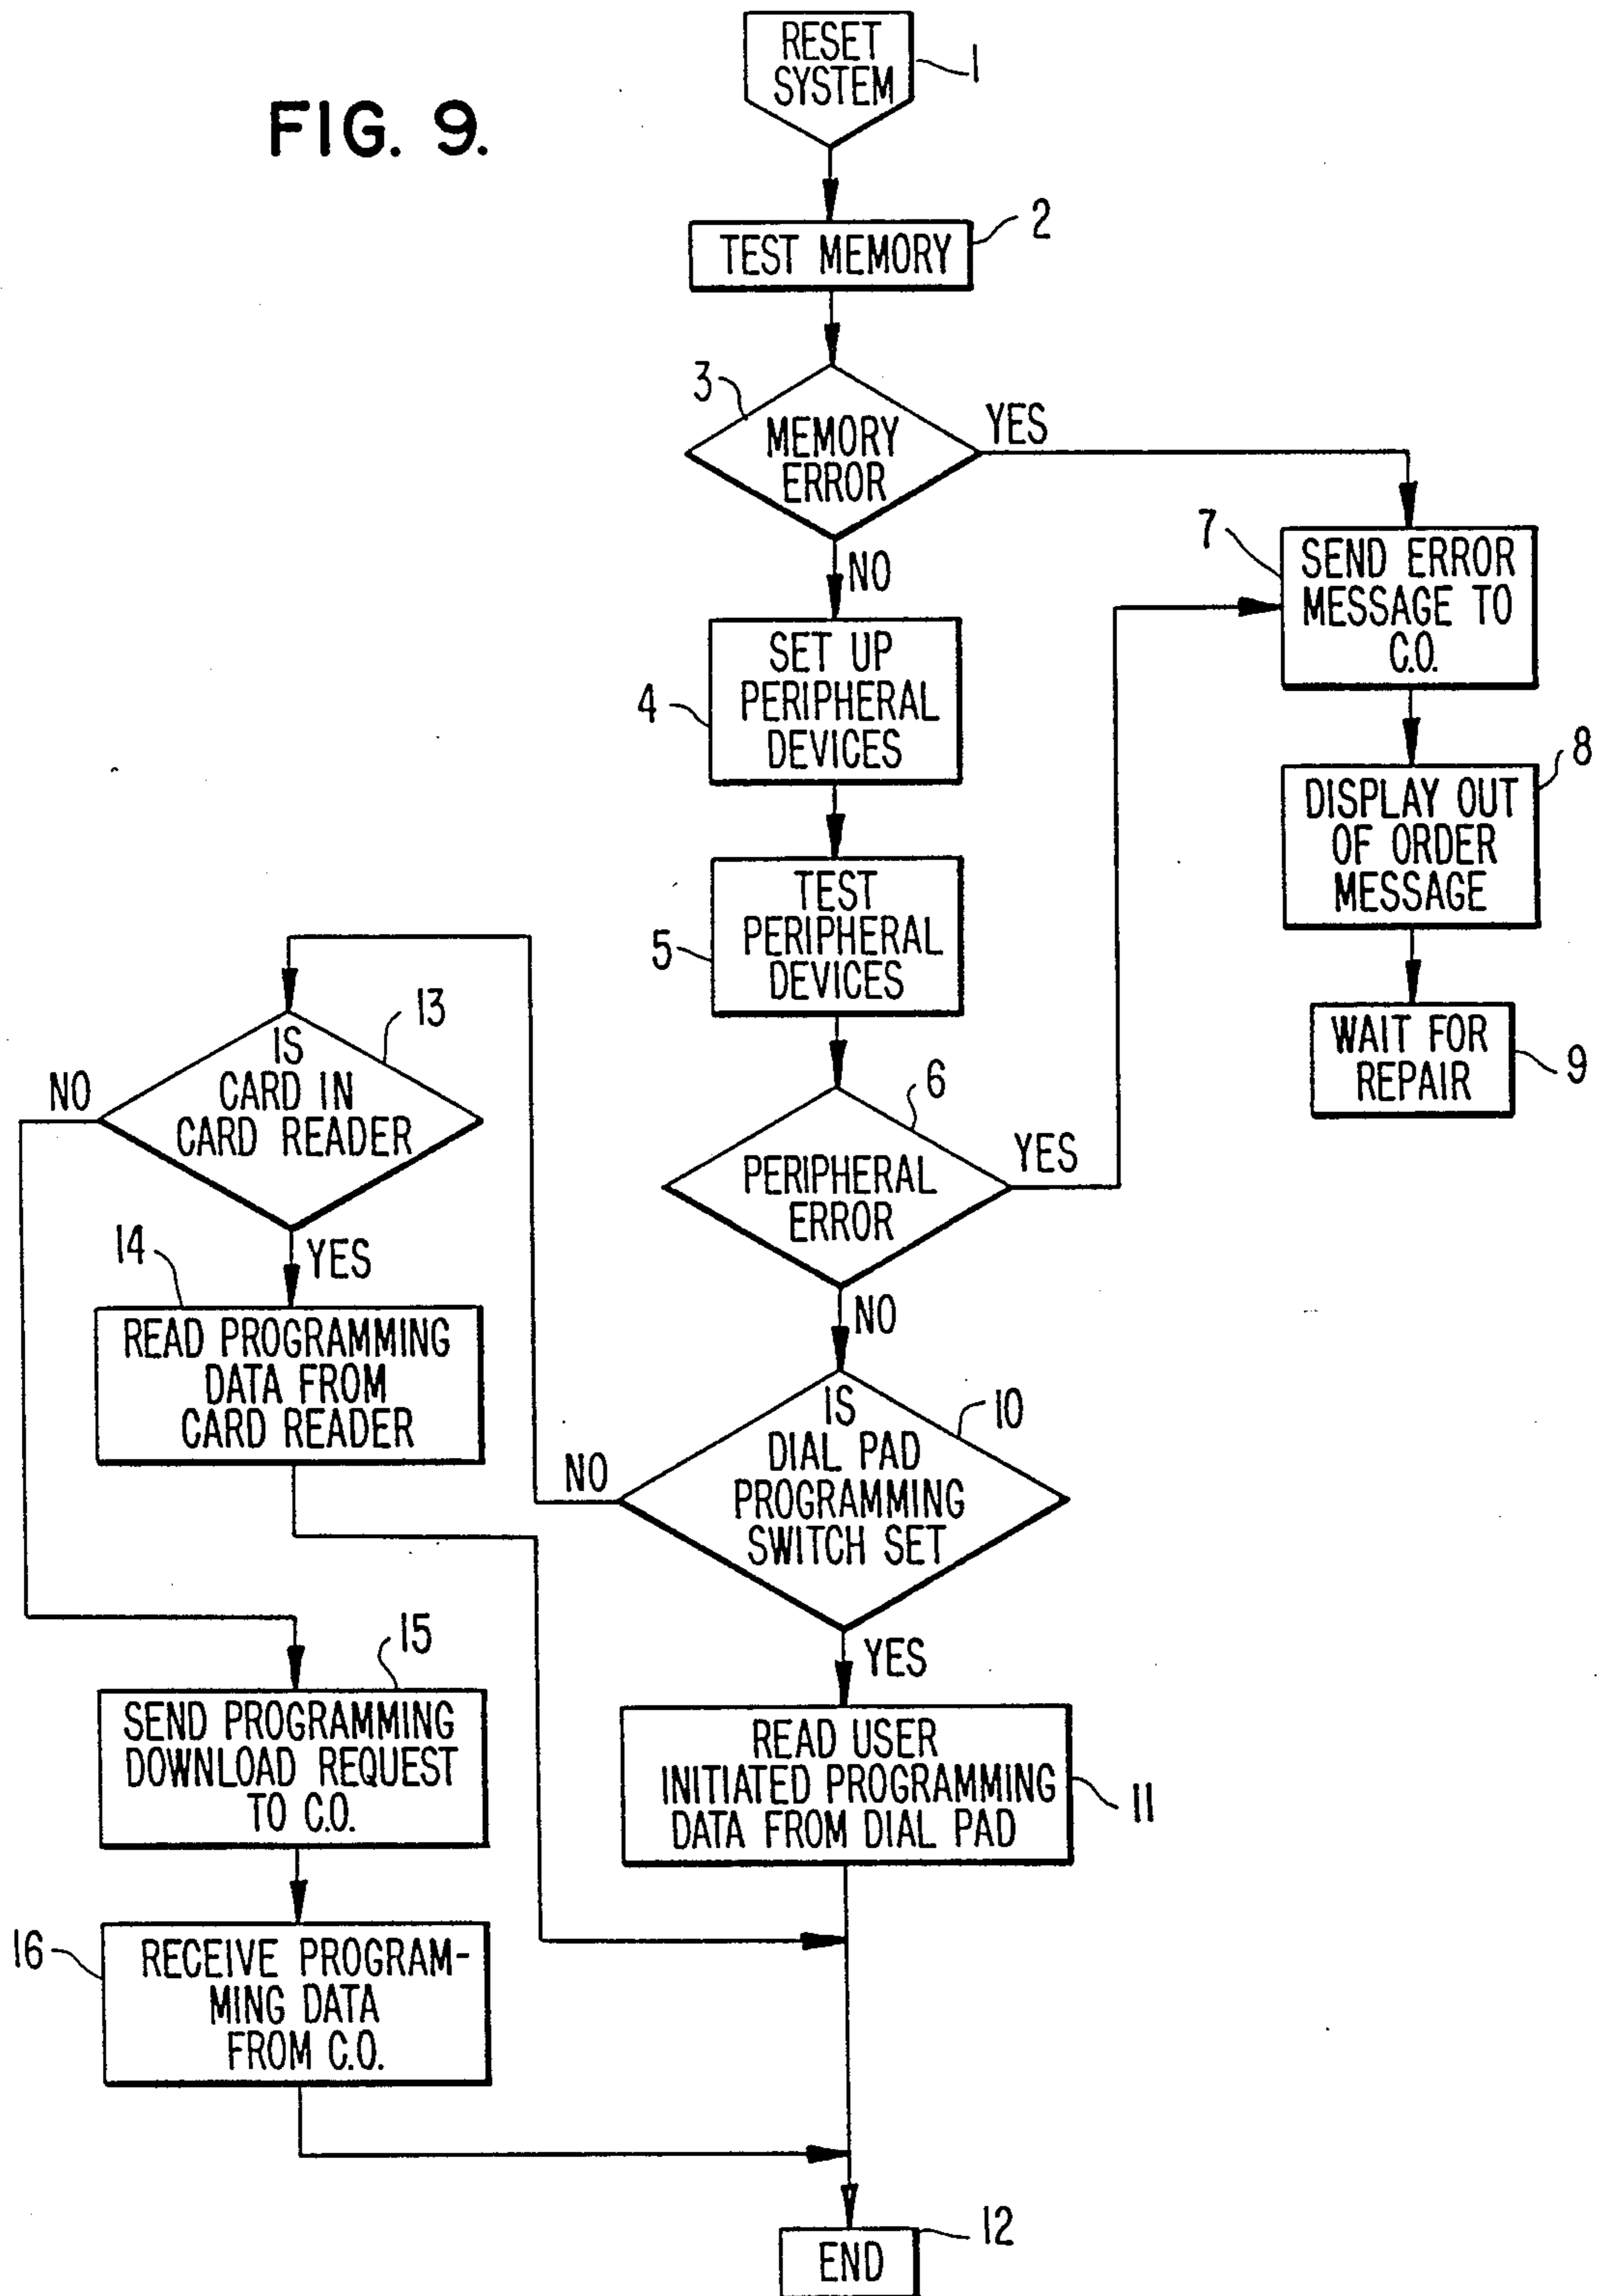 FIG. 9.
RESET
SYSTEM
1
TEST MEMORY
2
3
MEMORY
ERROR
YES
NO
4
SET UP
PERIPHERAL
DEVICES
7
SEND ERROR
MESSAGE TO
C.O.
5
TEST
PERIPHERAL
DEVICES
8
DISPLAY OUT
OF ORDER
MESSAGE
9
WAIT FOR
REPAIR
6
PERIPHERAL
ERROR
YES
NO
10
IS
DIAL PAD
PROGRAMMING
SWITCH SET
NO
YES
13
IS
CARD IN
CARD READER
NO
YES
14
READ PROGRAMMING
DATA FROM
CARD READER
15
SEND PROGRAMMING
DOWNLOAD REQUEST
TO C.O.
11
READ USER
INITIATED PROGRAMMING
DATA FROM DIAL PAD
16
RECEIVE PROGRAM-
MING DATA
FROM C.O.
12
END